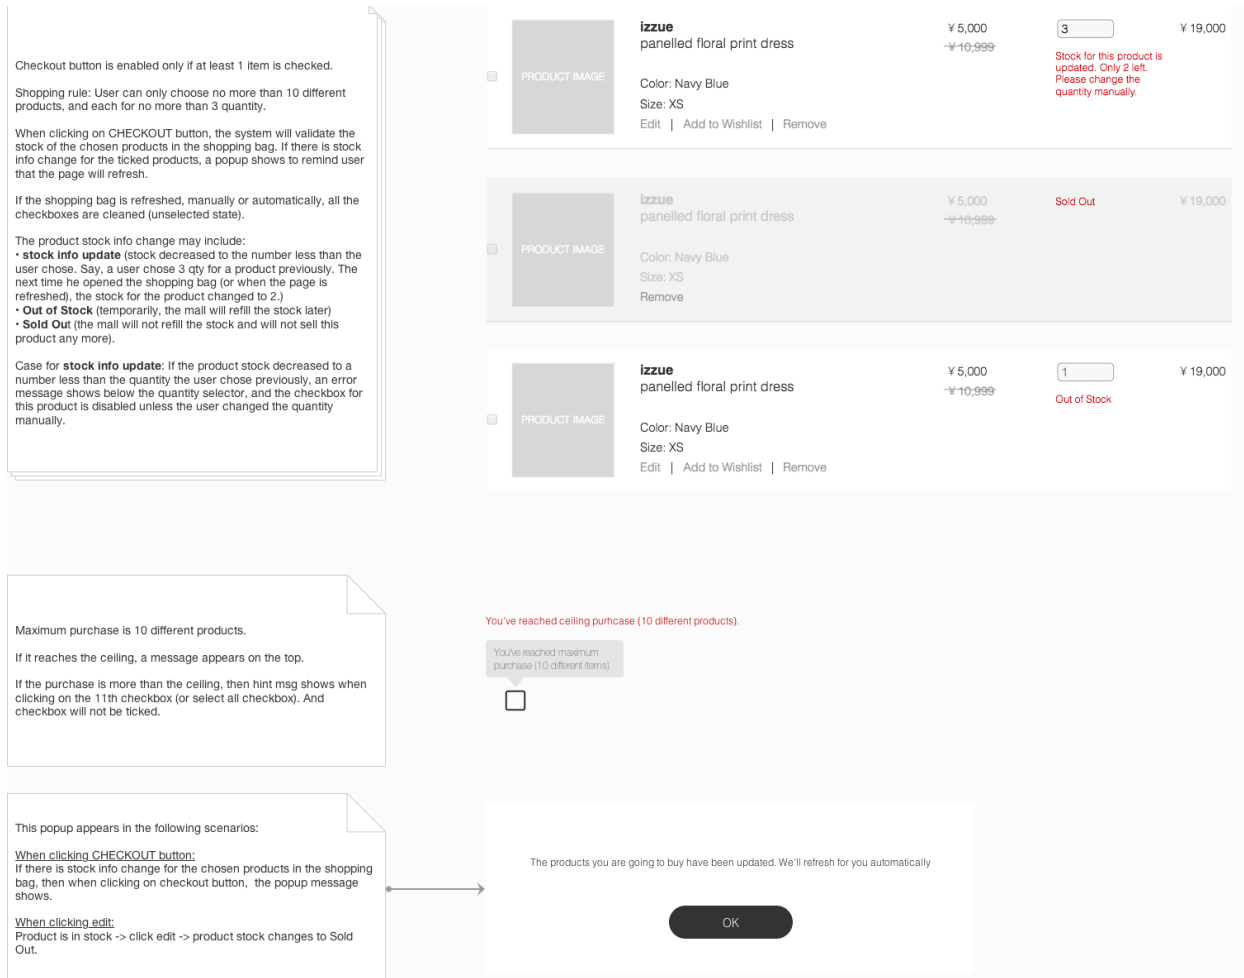 Checkout button is enabled only if at least 1 item is checked.
Shopping rule: User can only choose no more than 10 different
products, and each for no more than 3 quantity.
When clicking on CHECKOUT button, the system will validate the
stock of the chosen products in the shopping bag. If there is stock
info change for the ticked products, a popup shows to remind user
that the page will refresh.
If the shopping bag is refreshed, manually or automatically, all the
checkboxes are cleaned (unselected state).
The product stock info change may include:
• stock info update (stock decreased to the number less than the
user chose. Say, a user chose 3 qty for a product previously. The
next time he opened the shopping bag (or when the page is
refreshed), the stock for the product changed to 2.)
• Out of Stock (temporarily, the mall will refill the stock later)
• Sold Out (the mall will not refill the stock and will not sell this
product any more).
Case for stock info update: If the product stock decreased to a
number less than the quantity the user chose previously, an error
message shows below the quantity selector, and the checkbox for
this product is disabled unless the user changed the quantity
manually.
PRODUCT IMAGE
izzue
panelled floral print dress
Color: Navy Blue
Size: XS
Edit | Add to Wishlist | Remove
¥ 5,000
¥ 10,999
3
Stock for this product is
updated. Only 2 left.
Please change the
quantity manually.
¥ 19,000
PRODUCT IMAGE
izzue
panelled floral print dress
Color: Navy Blue
Size: XS
Remove
¥ 5,000
¥ 10,999
Sold Out
¥ 19,000
PRODUCT IMAGE
izzue
panelled floral print dress
Color: Navy Blue
Size: XS
Edit | Add to Wishlist | Remove
¥ 5,000
¥ 10,999
1
Out of Stock
¥ 19,000
Maximum purchase is 10 different products.
If it reaches the ceiling, a message appears on the top.
If the purchase is more than the ceiling, then hint msg shows when
clicking on the 11th checkbox (or select all checkbox). And
checkbox will not be ticked.
You've reached ceiling purhcase (10 different products).
You've reached maximum
purchase (10 different items)
This popup appears in the following scenarios:
When clicking CHECKOUT button:
If there is stock info change for the chosen products in the shopping
bag, then when clicking on checkout button, the popup message
shows.
When clicking edit:
Product is in stock -> click edit -> product stock changes to Sold
Out.
The products you are going to buy have been updated. We'll refresh for you automatically
OK